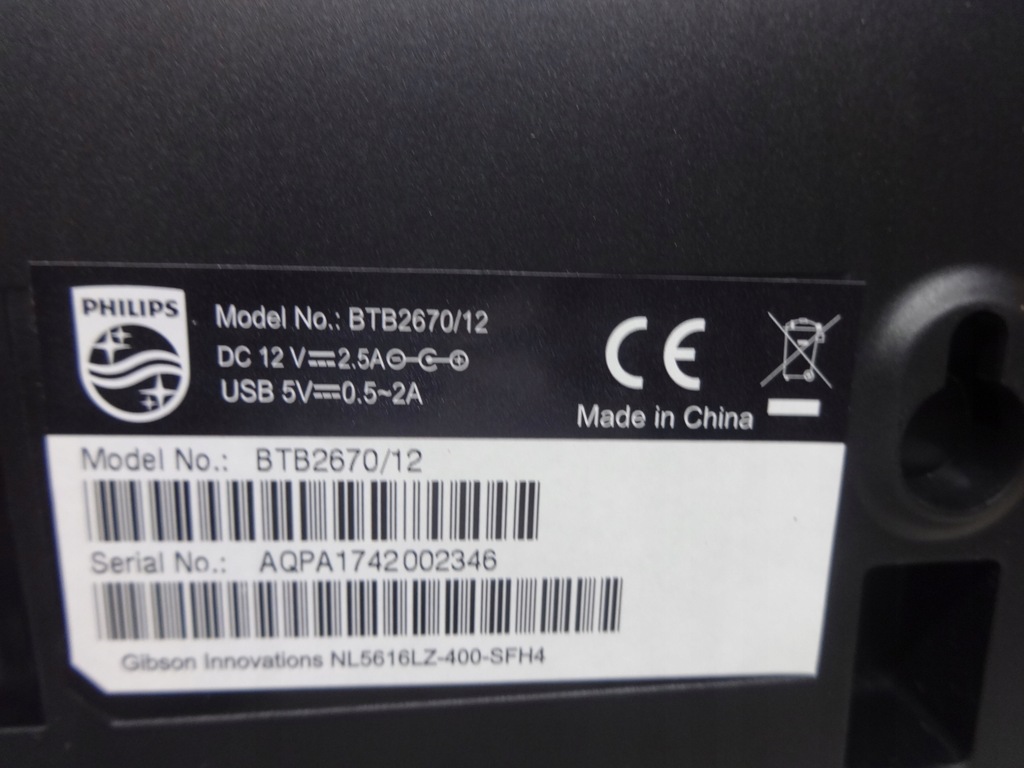 PHILIPS
Model No.: BTB2670/12
DC 12 V⎓2.5A
USB 5V⎓0.5~2A
CE
Made in China
Model No.: BTB2670/12
Serial No.: AQPA1742002346
Gibson Innovations NL5616LZ-400-SFH4